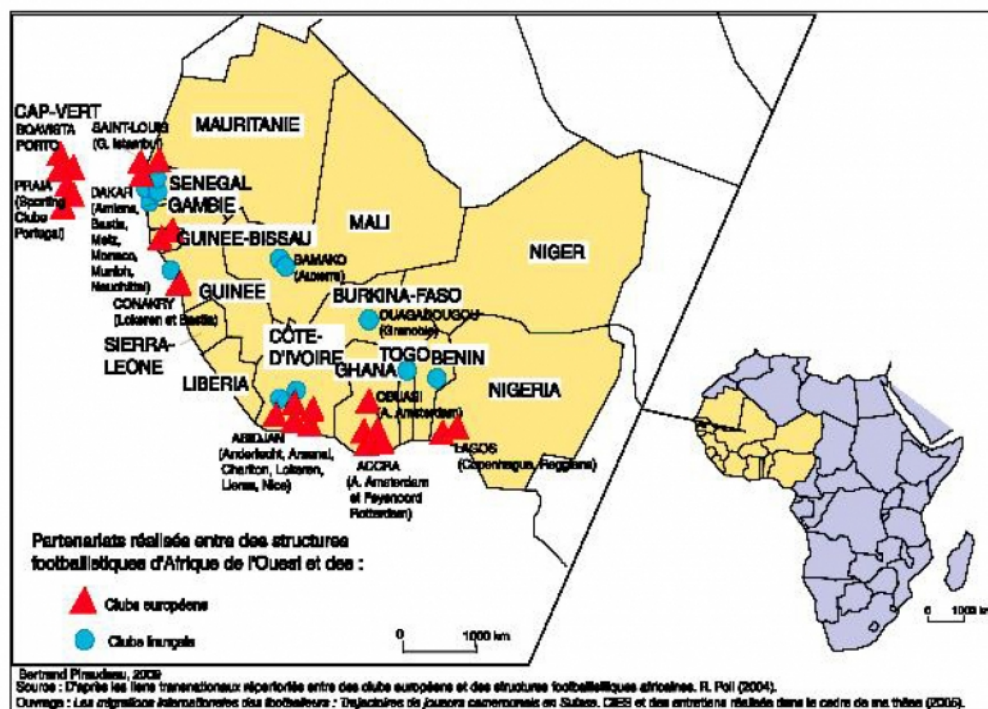 CAP-VERT
BOAVISTA
PORTO
SAINT-LOUIS
(G. Istanbul)
MAURITANIE
PRAIA
(Sporting
Clube
Portugal)
DAKAR
(Amiens,
Bastia,
Metz,
Monaco,
Munich,
Neuchâtel)
SENEGAL
GAMBIE
GUINEE-BISSAU
MALI
NIGER
BAMAKO
(Auxerre)
GUINEE
CONAKRY
(Lokeren et Bastia)
BURKINA-FASO
OUAGADOUGOU
(Grenoble)
SIERRA-
LEONE
CÔTE-
D'IVOIRE
TOGO
BENIN
GHANA
LIBERIA
NIGERIA
OBUASI
(A. Amsterdam)
ABIDJAN
(Anderlecht, Arsenal,
Charlton, Lokeren,
Lierse, Nice)
ACCRA
(A. Amsterdam
et Feyenoord
Rotterdam)
LAGOS
(Copenhague, Reggiana)
Partenariats réalisés entre des structures
footballistiques d'Afrique de l'Ouest et des :
Clubs européens
Clubs français
0 1000 km
0 1000 km
Bertrand Piraudeau, 2009
Source : D'après les liens transnationaux répertoriés entre des clubs européens et des structures footballistiques africaines. R. Poli (2004).
Ouvrage : Les migrations internationales des footballeurs : Trajectoires de joueurs camerounais en Suisse. CIES et des entretiens réalisés dans le cadre de ma thèse (2006).